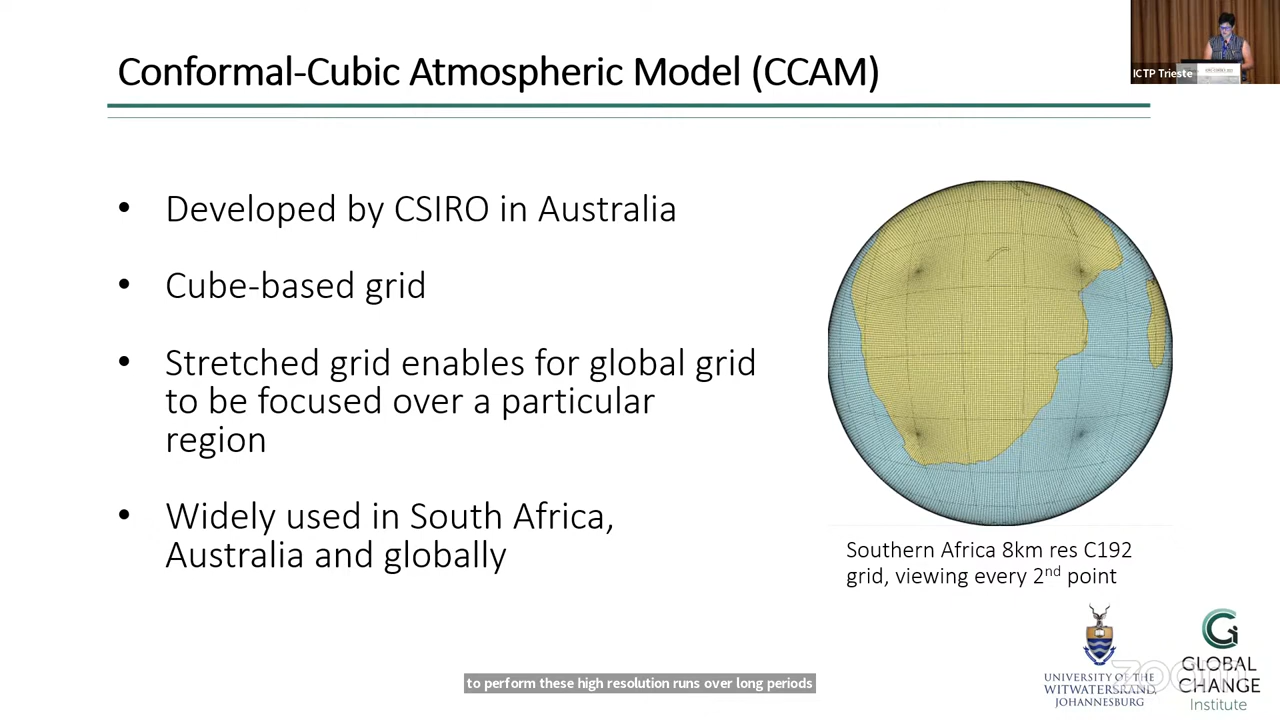 Conformal-Cubic Atmospheric Model (CCAM)
ICTP Trieste
• Developed by CSIRO in Australia
• Cube-based grid
• Stretched grid enables for global grid
to be focused over a particular
region
• Widely used in South Africa,
Australia and globally
Southern Africa 8km res C192
grid, viewing every 2nd point
UNIVERSITY OF THE
WITWATERSRAND,
JOHANNESBURG
GLOBAL
CHANGE
Institute
zoom
to perform these high resolution runs over long periods